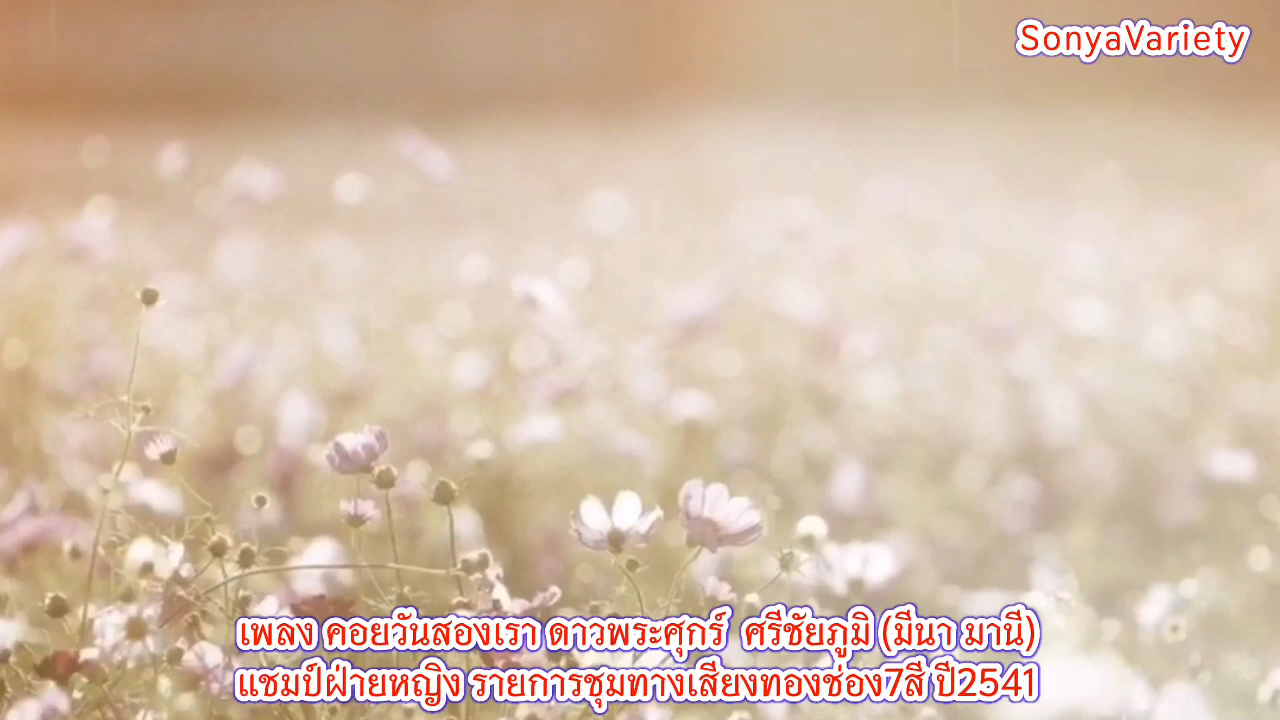 SonyaVariety
เพลง คอยวันสองเรา ดาวพระศุกร์ ศรีชัยภูมิ (มีนา มานี)
แชมป์ฝ่ายหญิง รายการชุมทางเสียงทองช่อง7สี ปี2541